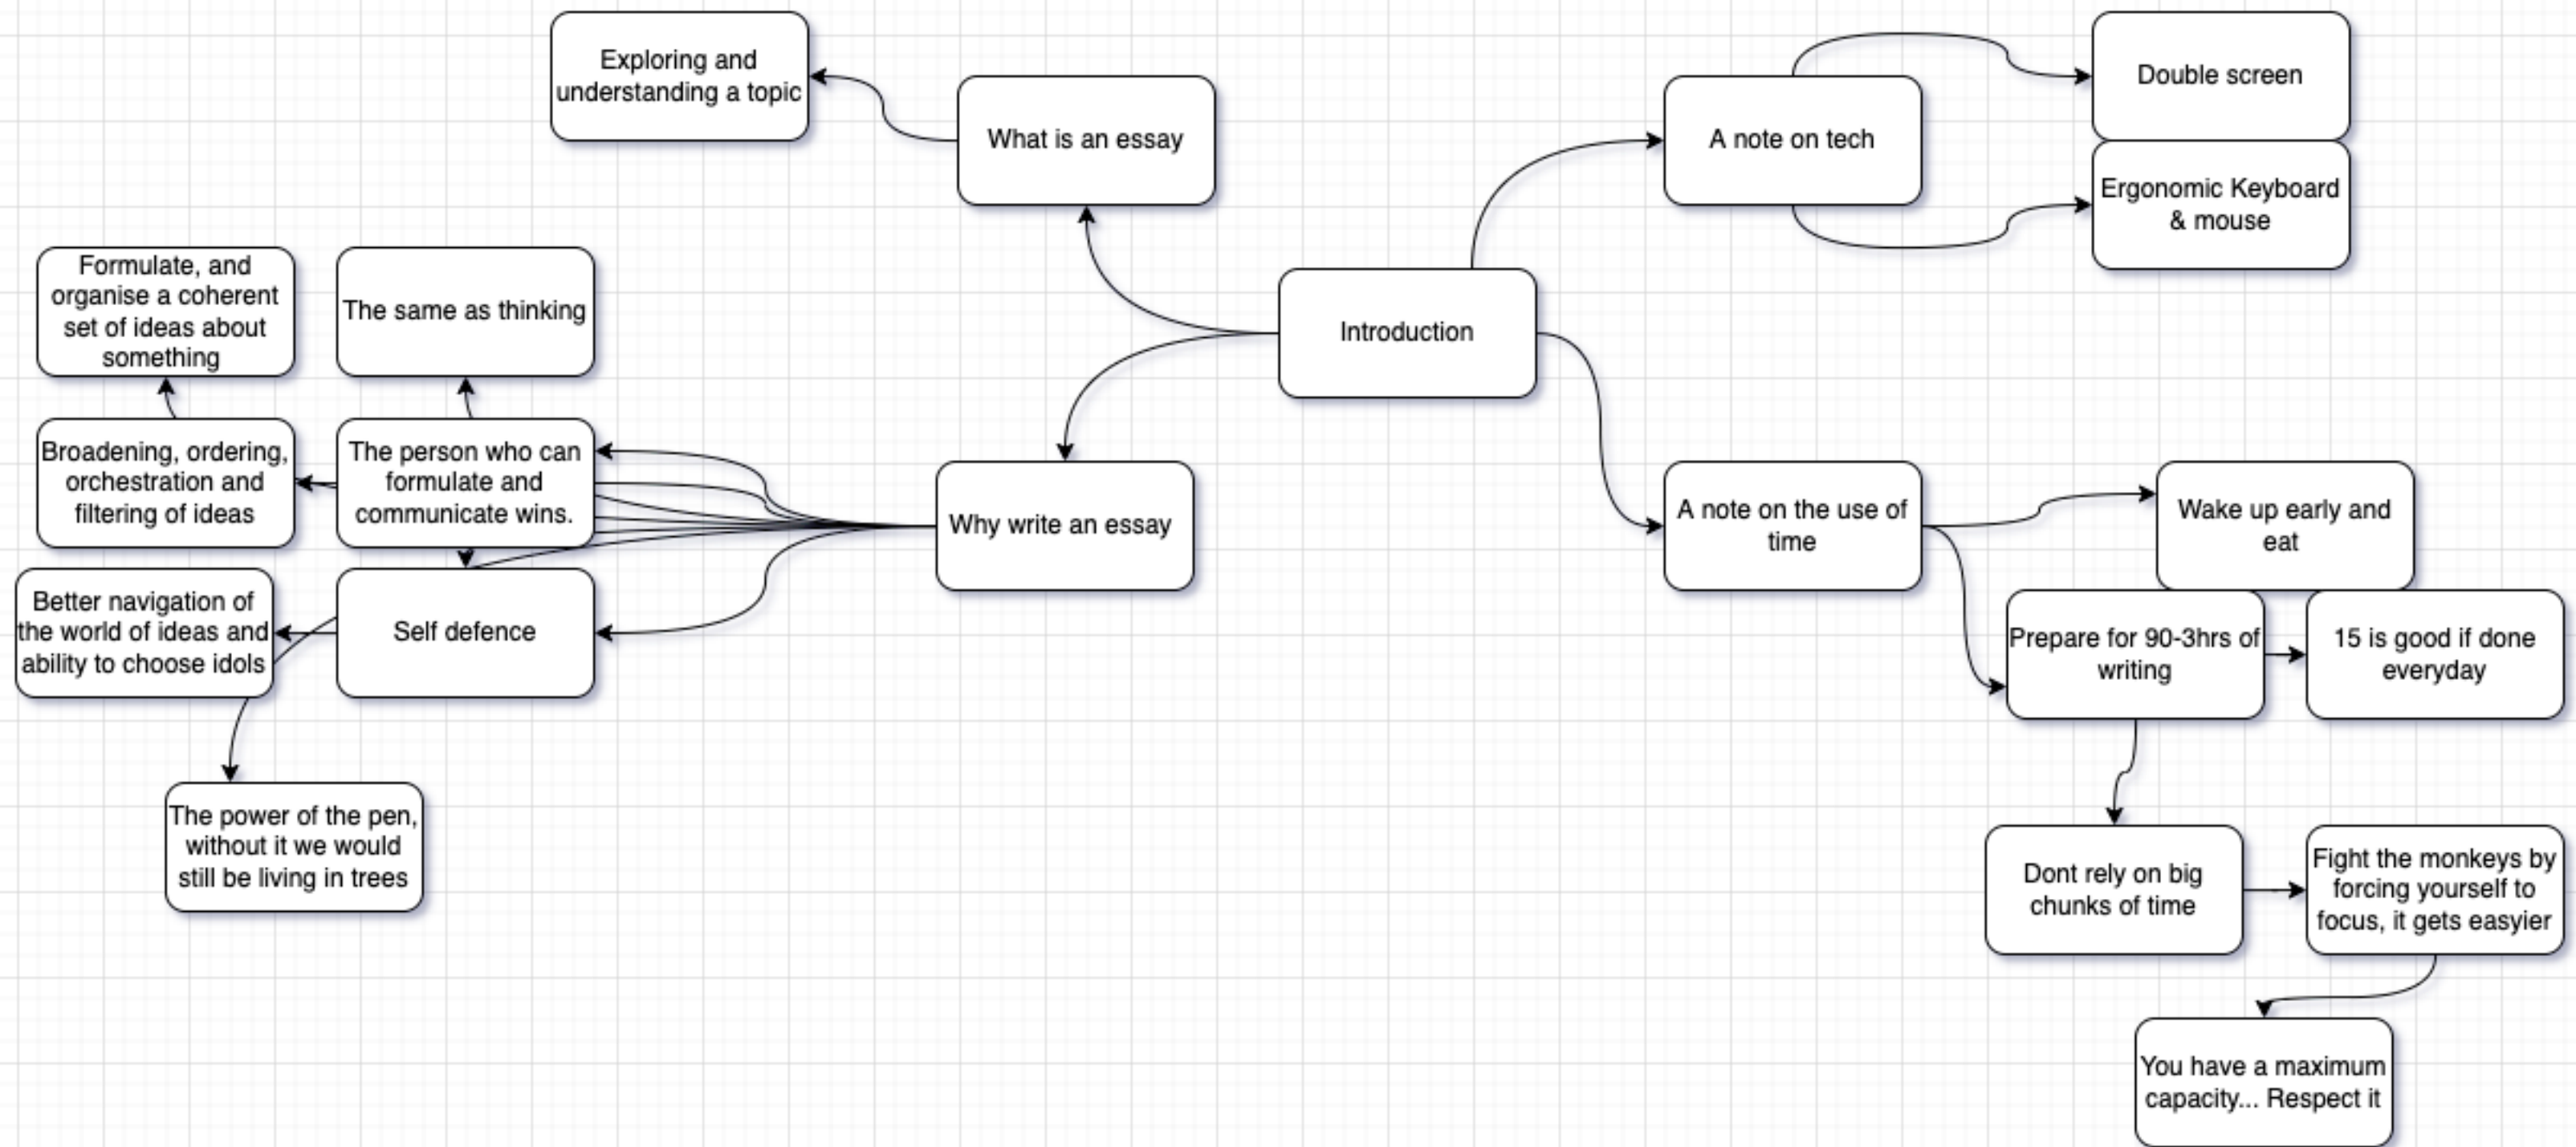 Exploring and
understanding a topic
What is an essay
A note on tech
Double screen
Ergonomic Keyboard
& mouse
Introduction
Formulate, and
organise a coherent
set of ideas about
something
The same as thinking
Broadening, ordering,
orchestration and
filtering of ideas
The person who can
formulate and
communicate wins.
Why write an essay
Better navigation of
the world of ideas and
ability to choose idols
Self defence
The power of the pen,
without it we would
still be living in trees
A note on the use of
time
Wake up early and
eat
Prepare for 90-3hrs of
writing
15 is good if done
everyday
Dont rely on big
chunks of time
Fight the monkeys by
forcing yourself to
focus, it gets easyier
You have a maximum
capacity... Respect it